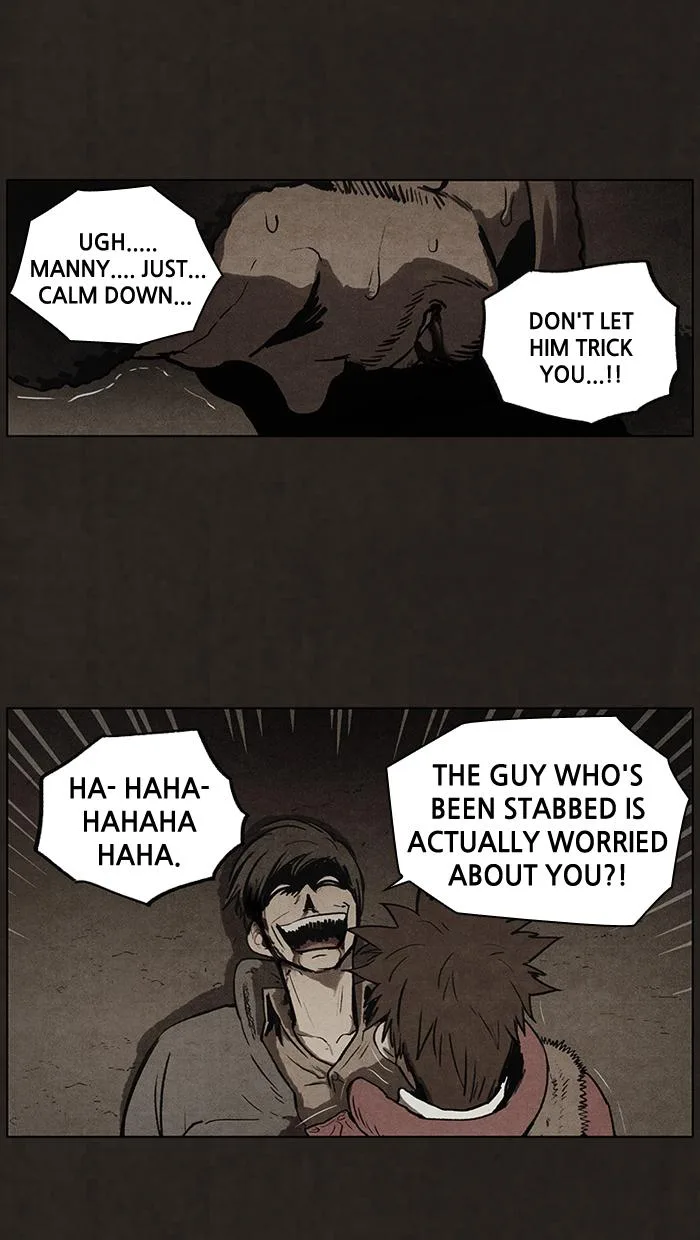 UGH.....
MANNY.... JUST...
CALM DOWN...
DON'T LET
HIM TRICK
YOU...!!
HA- HAHA-
HAHAHA
HAHA.
THE GUY WHO'S
BEEN STABBED IS
ACTUALLY WORRIED
ABOUT YOU?!